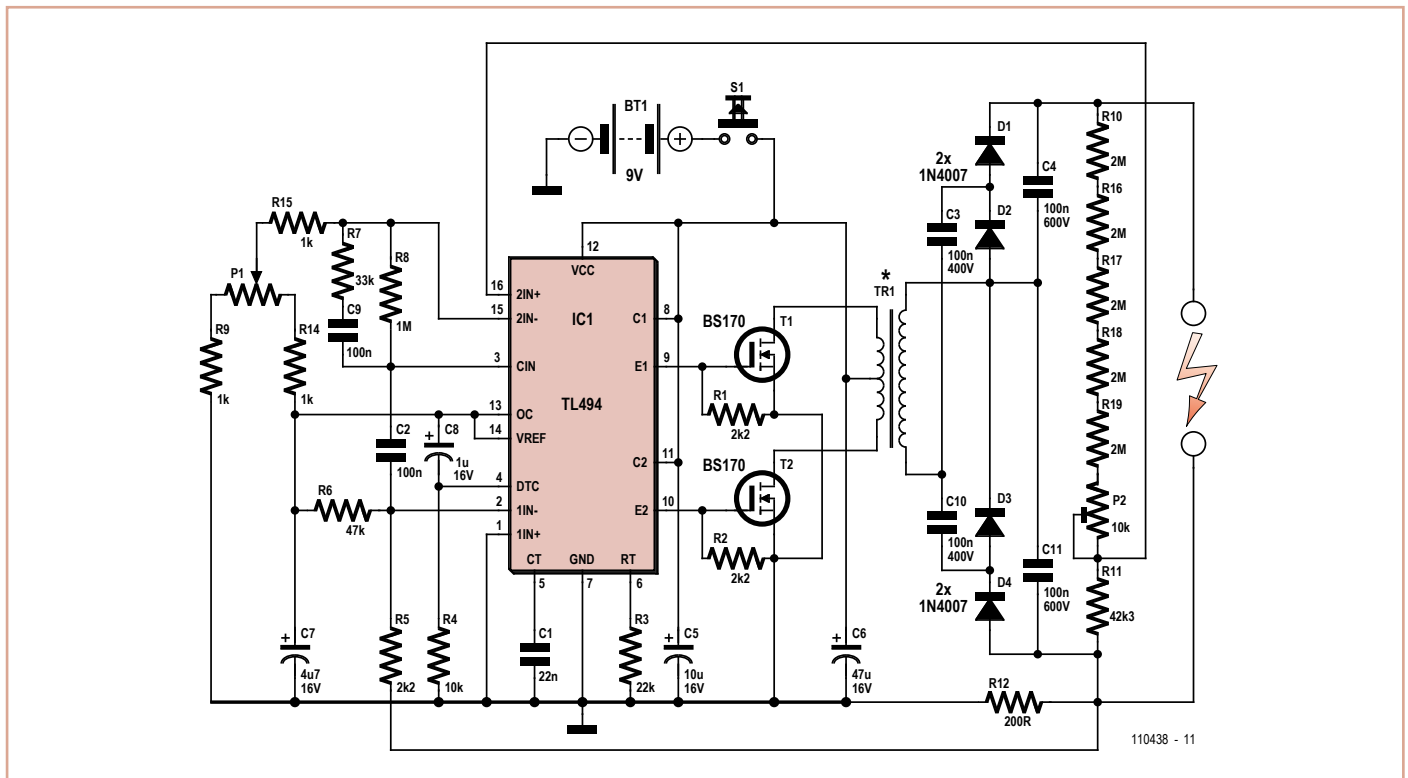 S1
BT1
9V
R15
1k
R7
33k
R8
1M
P1
C9
100n
R9
1k
R14
1k
12
VCC
16
2IN+
15
2IN-
IC1
3
CIN
TL494
13
OC
14
VREF
4
DTC
2
1IN-
1
1IN+
C1
8
E1
9
C2
11
E2
10
CT
GND
RT
5
7
6
C2
100n
C8
+
1u
16V
R6
47k
C7
+
4u7
16V
R5
2k2
R4
10k
C1
22n
R3
22k
C5
+
10u
16V
C6
+
47u
16V
BS170
T1
R1
2k2
BS170
T2
R2
2k2
*
TR1
D1
2x
1N4007
D2
C3
100n
400V
C4
100n
600V
C10
100n
400V
D3
D4
2x
1N4007
C11
100n
600V
R10
2M
R16
2M
R17
2M
R18
2M
R19
2M
P2
10k
R11
42k3
R12
200R
110438 - 11